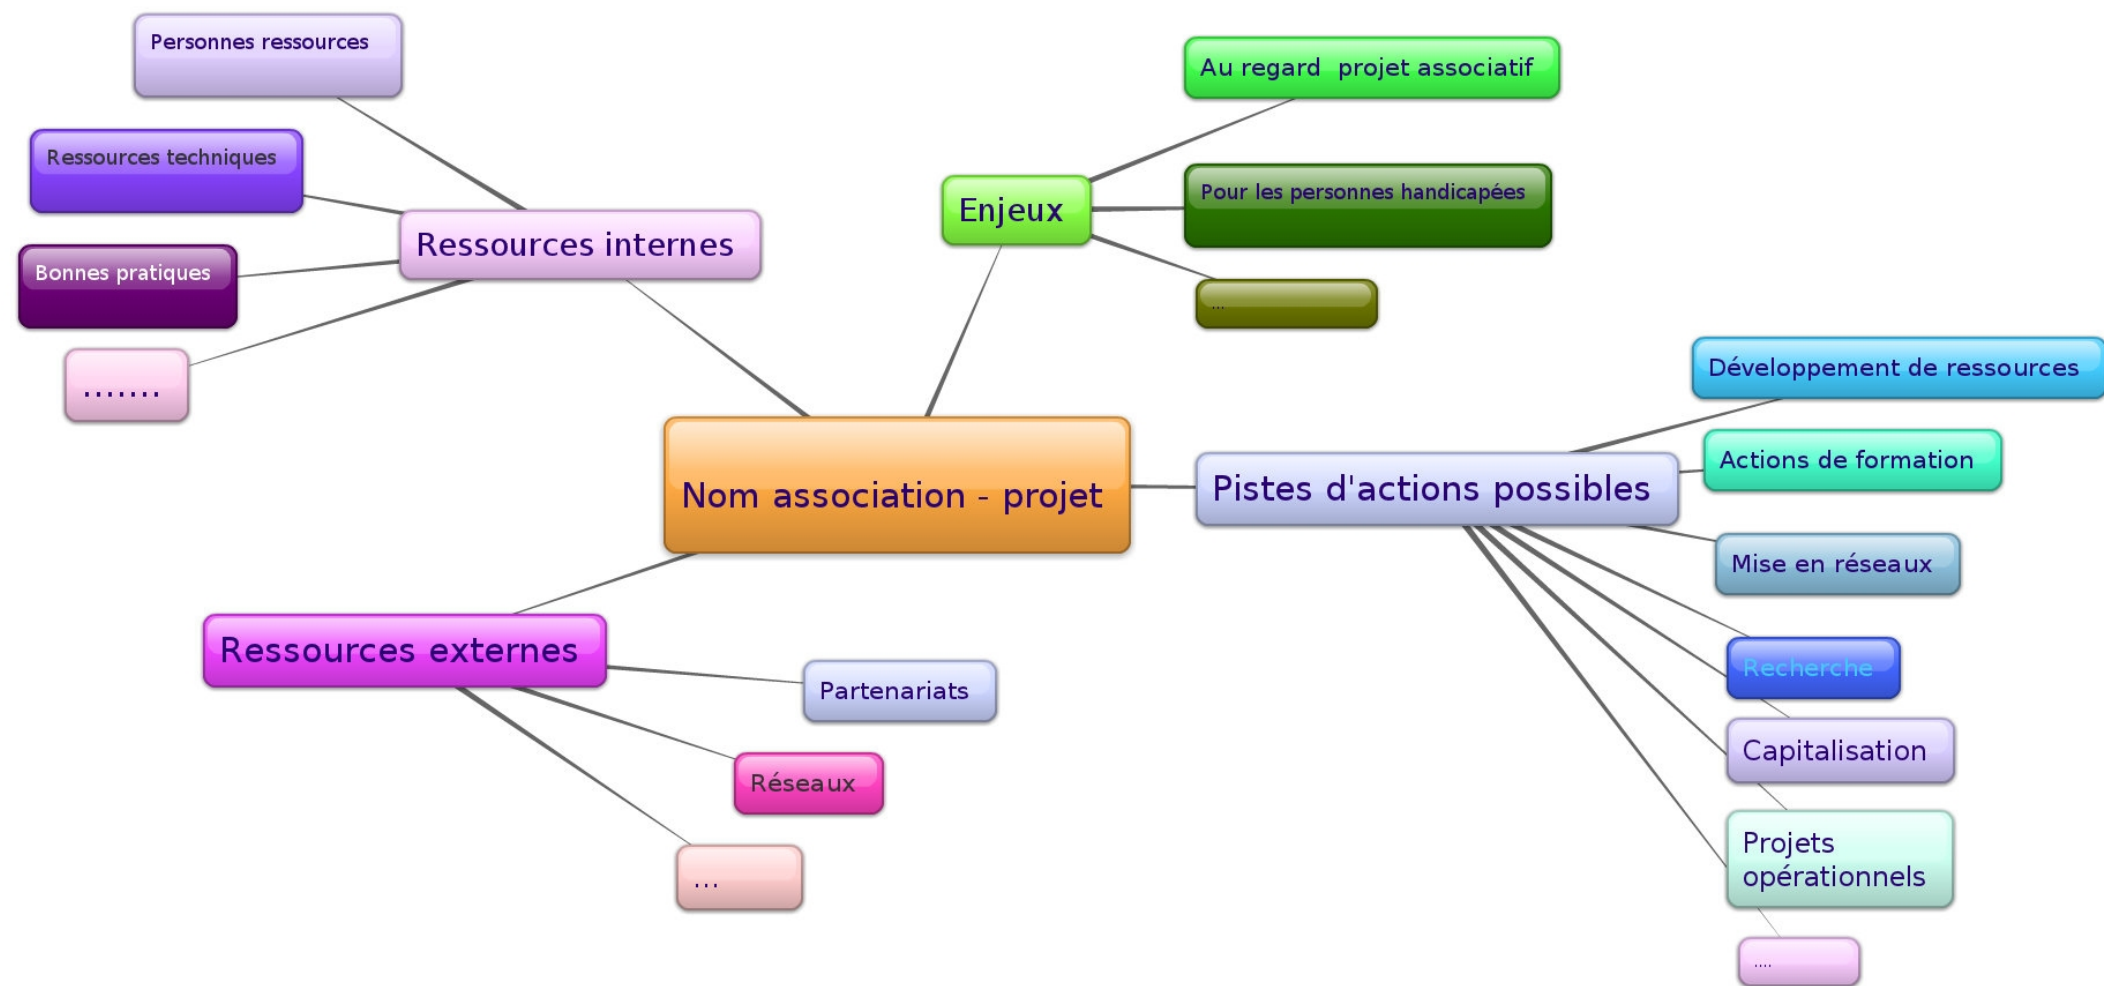 Personnes ressources
Ressources techniques
Bonnes pratiques
.......
Ressources internes
Enjeux
Au regard  projet associatif
Pour les personnes handicapées
...
Nom association - projet
Pistes d'actions possibles
Développement de ressources
Actions de formation
Mise en réseaux
Recherche
Capitalisation
Projets
opérationnels
....
Ressources externes
Partenariats
Réseaux
...